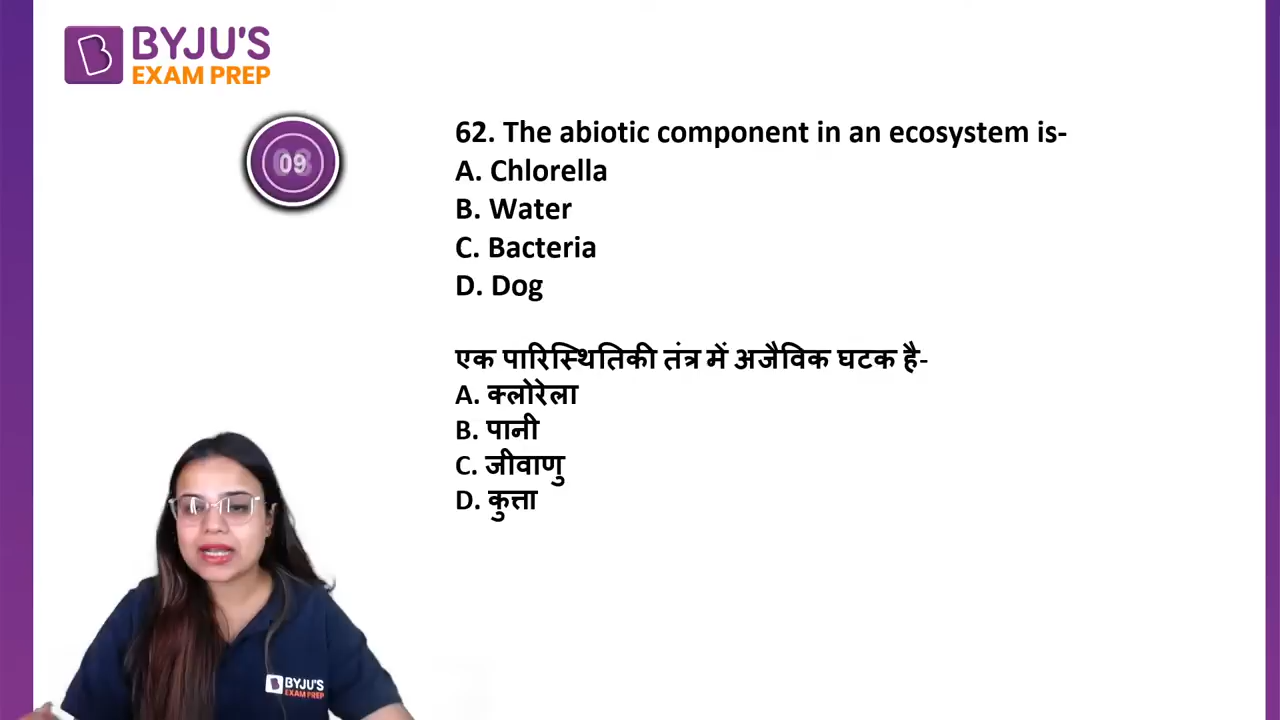 BYJU'S
EXAM PREP
09
62. The abiotic component in an ecosystem is-
A. Chlorella
B. Water
C. Bacteria
D. Dog
एक पारिस्थितिकी तंत्र में अजैविक घटक है-
A. क्लोरेला
B. पानी
C. जीवाणु
D. कुत्ता
BYJU'S
EXAM PREP